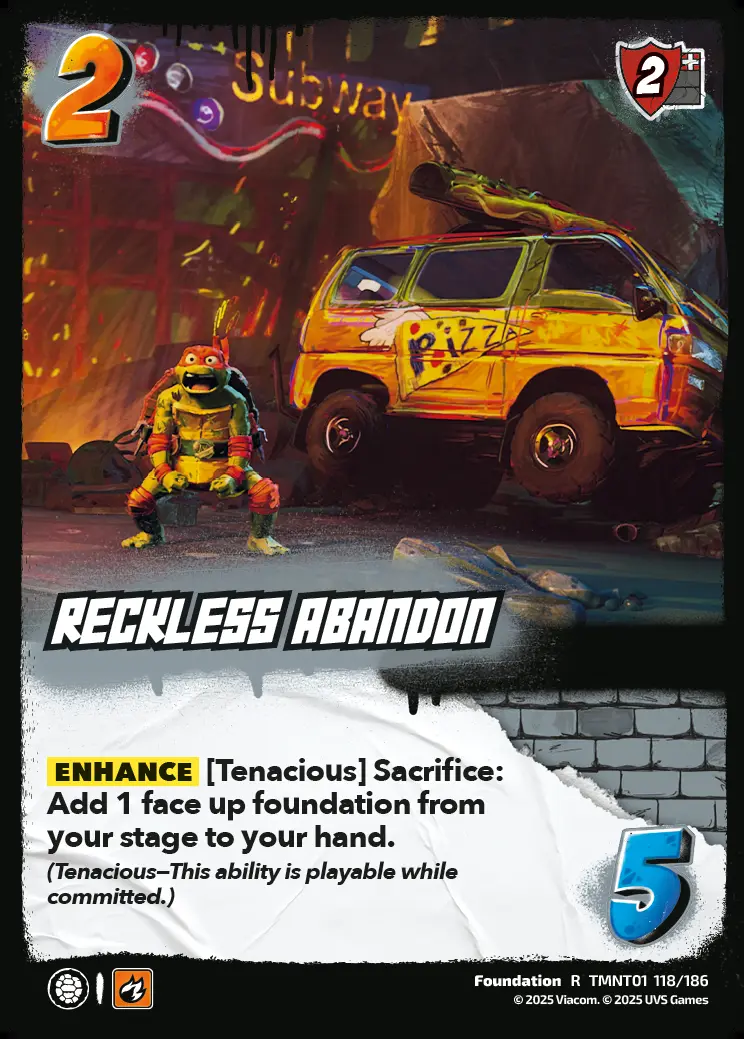 2
Subway
2
PIZZA
RECKLESS ABANDON
ENHANCE [Tenacious] Sacrifice:
Add 1 face up foundation from
your stage to your hand.
(Tenacious—This ability is playable while
committed.)
5
Foundation R TMNT01 118/186
© 2025 Viacom. © 2025 UVS Games